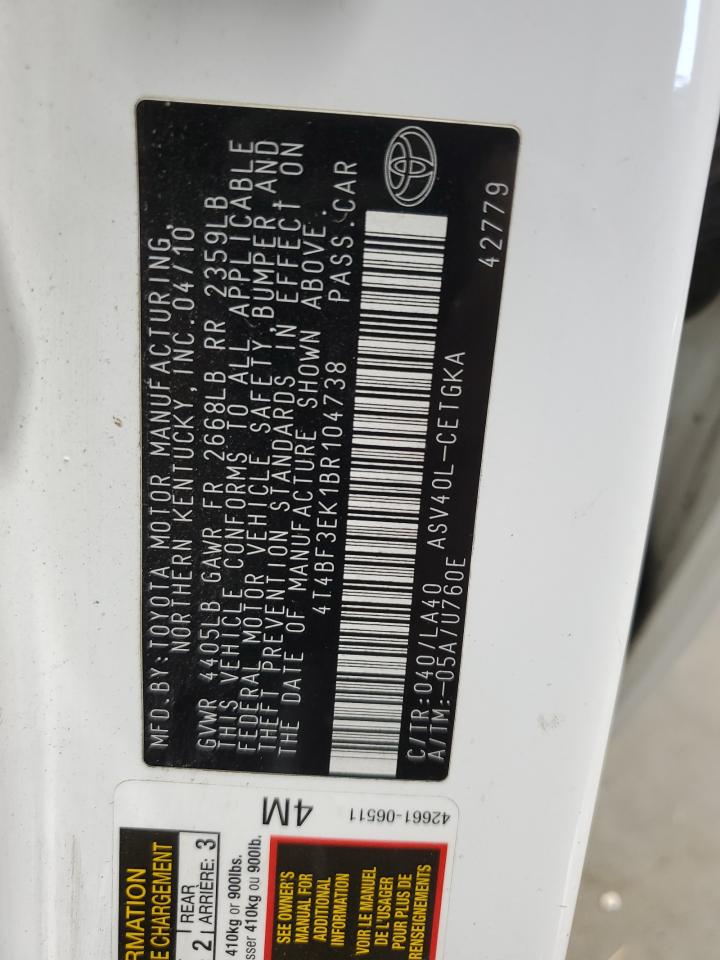 MFD.BY:TOYOTA MOTOR MANUFACTURING,
NORTHERN KENTUCKY,INC.04/10
GVWR 4405LB GAWR FR 2668LB RR 2359LB
THIS VEHICLE CONFORMS TO ALL APPLICABLE
FEDERAL MOTOR VEHICLE SAFETY,BUMPER,AND
THEFT PREVENTION STANDARDS IN EFFECT ON
THE DATE OF MANUFACTURE SHOWN ABOVE.
4T4BF3EK1BR104738 PASS.CAR
C/TR:040/LA40 ASV40L-CETGKA
A/TM:-05A/U760E
42779
4M
42661-06511
RMATION
E CHARGEMENT
2
REAR
ARRIÈRE: 3
410kg or 900lbs.
sser 410kg ou 900lb.
SEE OWNER'S
MANUAL FOR
ADDITIONAL
INFORMATION
VOIR LE MANUEL
DE L'USAGER
POUR PLUS DE
RENSEIGNEMENTS